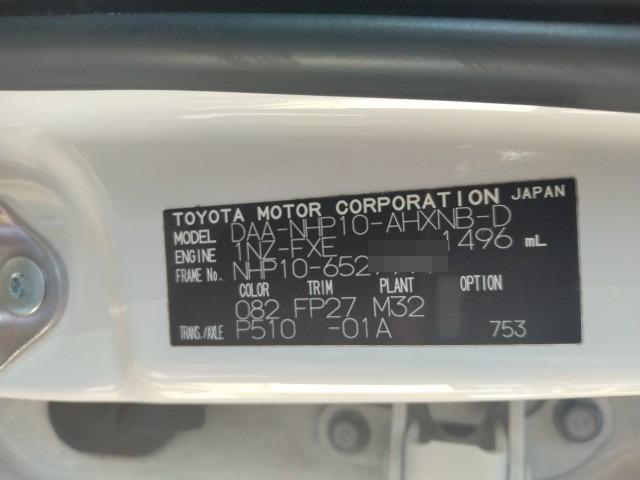 TOYOTA MOTOR CORPORATION JAPAN
MODEL DAA-NHP10-AHXNB-D
ENGINE 1NZ-FXE 1496 mL
FRAME No. NHP10-652
COLOR TRIM PLANT OPTION
082 FP27 M32
TRANS./AXLE P510 -01A 753